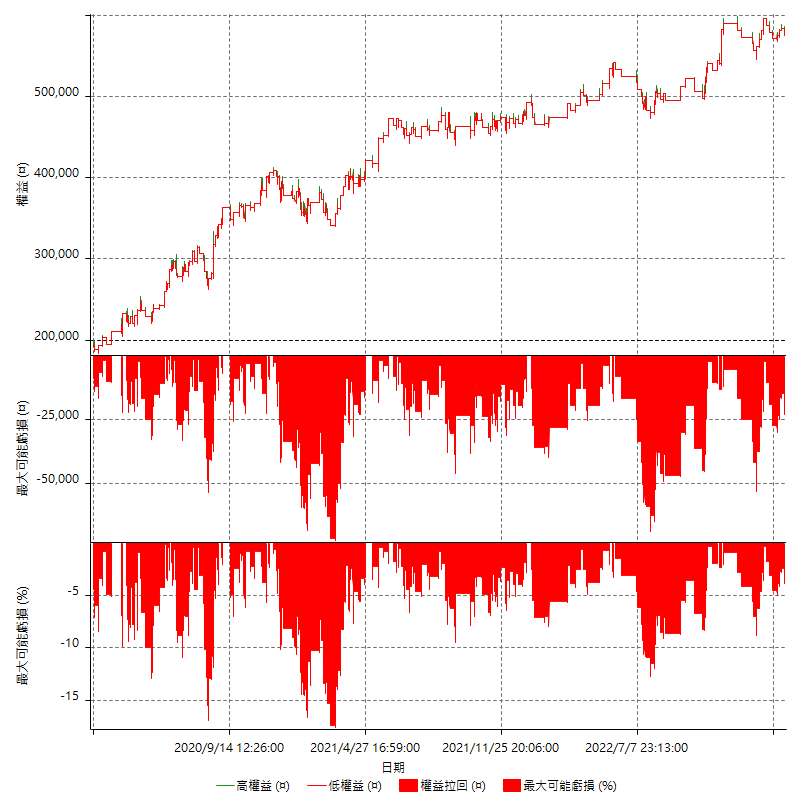 500,000
400,000
300,000
200,000
權益 (¤)
-25,000
-50,000
最大可能虧損 (¤)
-5
-10
-15
最大可能虧損 (%)
2020/9/14 12:26:00 2021/4/27 16:59:00 2021/11/25 20:06:00 2022/7/7 23:13:00
日期
高權益 (¤) 低權益 (¤) 權益拉回 (¤) 最大可能虧損 (%)